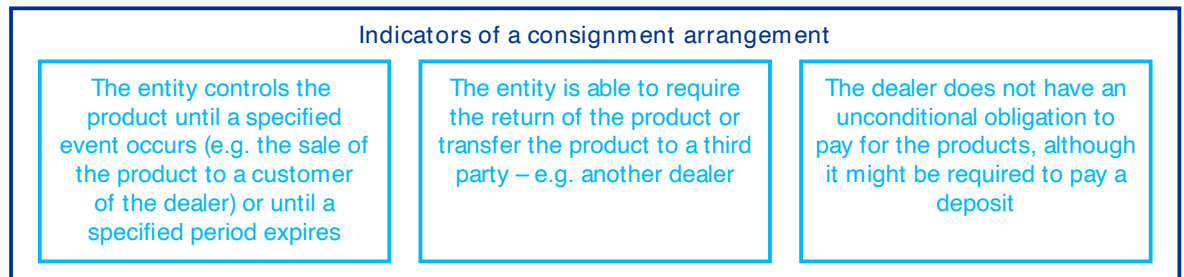 Indicators of a consignment arrangement
The entity controls the
product until a specified
event occurs (e.g. the sale of
the product to a customer
of the dealer) or until a
specified period expires
The entity is able to require
the return of the product or
transfer the product to a third
party – e.g. another dealer
The dealer does not have an
unconditional obligation to
pay for the products, although
it might be required to pay a
deposit